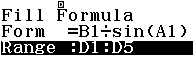 Fill Formula
Form =B1÷sin(A1)
Range :D1:D5